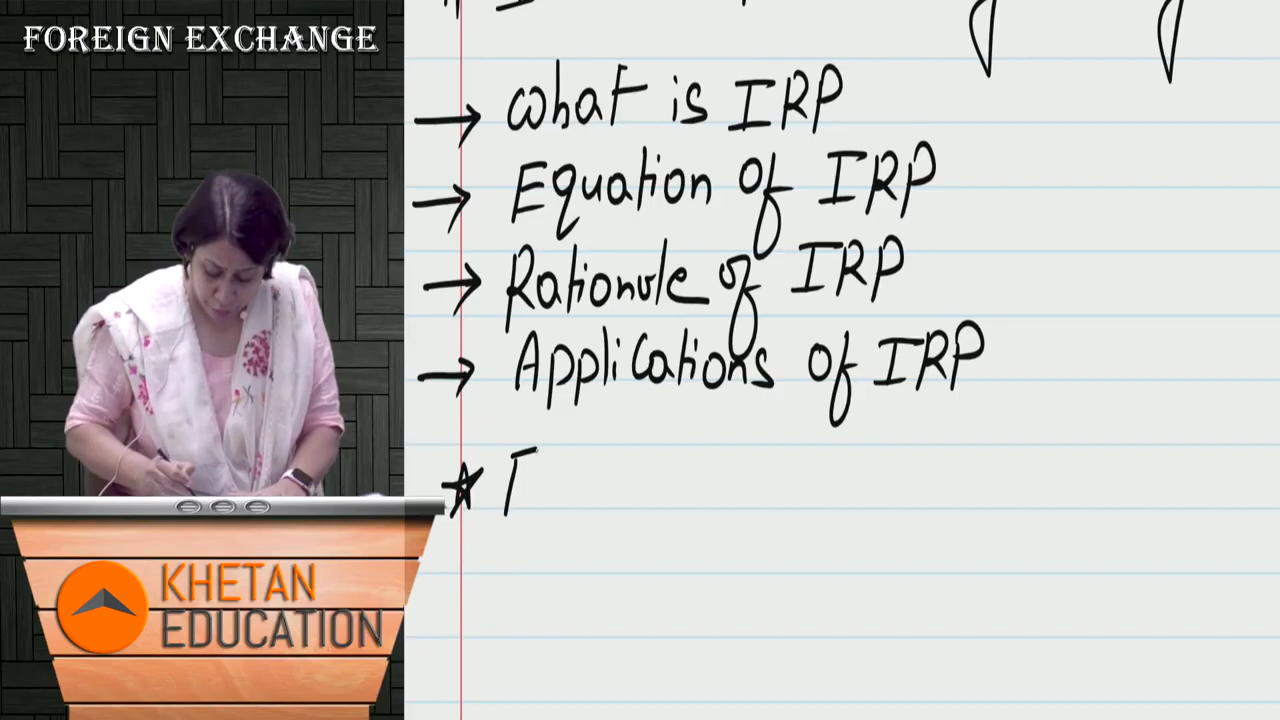 FOREIGN EXCHANGE
→ What is IRP
→ Equation of IRP
→ Rationale of IRP
→ Applications of IRP
KHETAN
EDUCATION